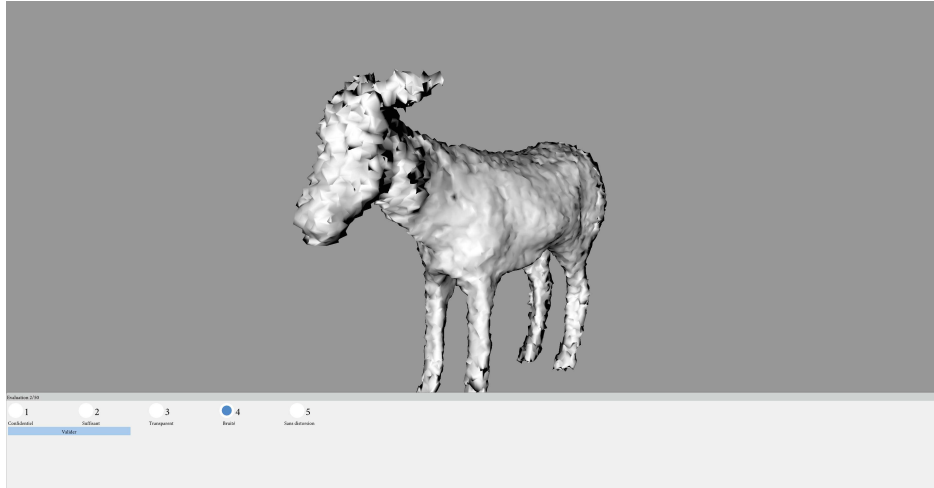 Evaluation 2/30
1 2 3 4 5
Confidentiel Suffisant Transparent Bruité Sans distorsion
Valider